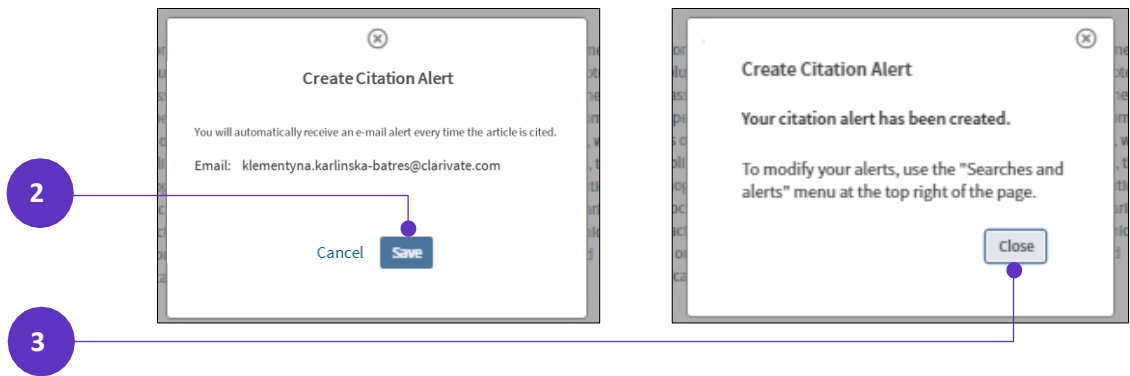 Create Citation Alert
You will automatically receive an e-mail alert every time the article is cited.
Email: klementyna.karlinska-batres@clarivate.com
Cancel Save
2
Create Citation Alert
Your citation alert has been created.
To modify your alerts, use the "Searches and
alerts" menu at the top right of the page.
Close
3